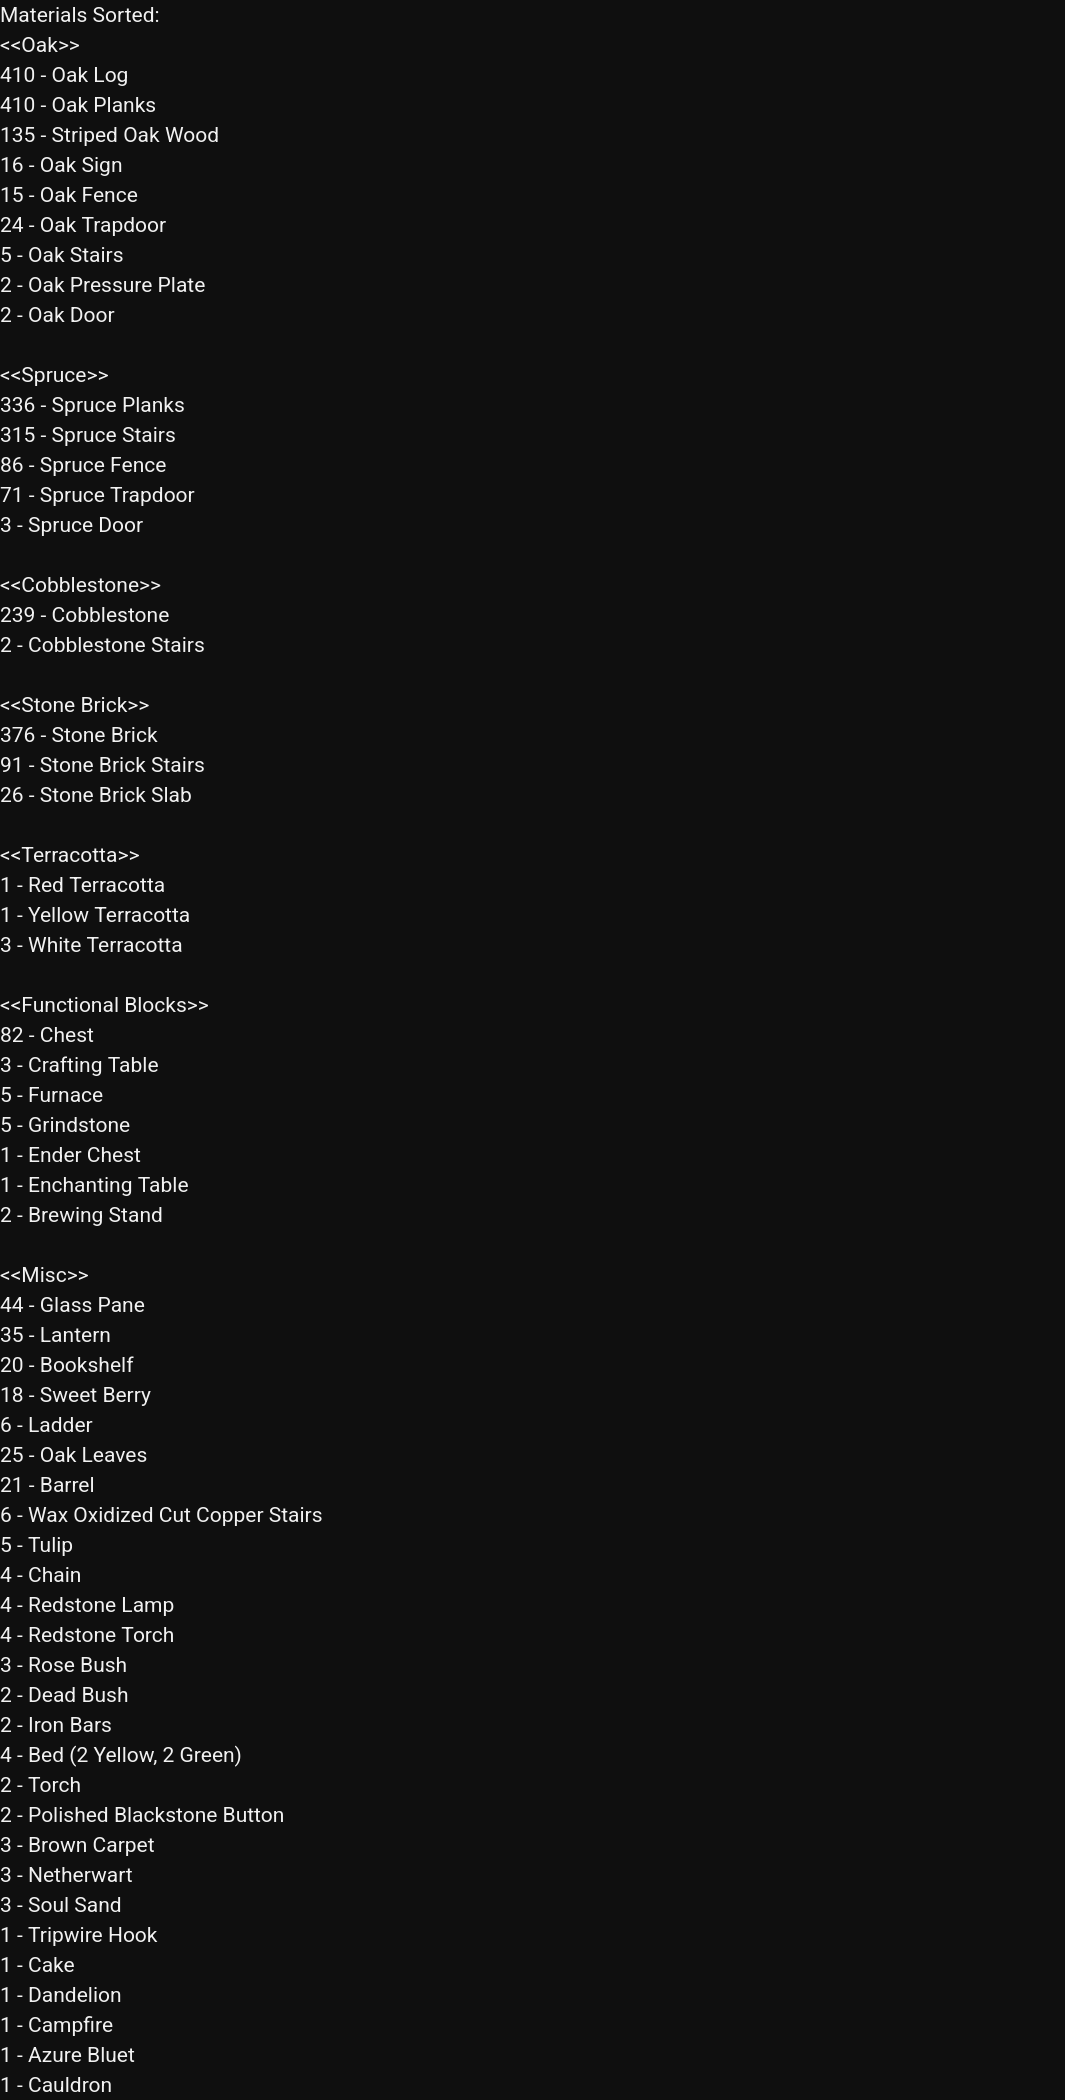 Materials Sorted:
<<Oak>>
410 - Oak Log
410 - Oak Planks
135 - Striped Oak Wood
16 - Oak Sign
15 - Oak Fence
24 - Oak Trapdoor
5 - Oak Stairs
2 - Oak Pressure Plate
2 - Oak Door

<<Spruce>>
336 - Spruce Planks
315 - Spruce Stairs
86 - Spruce Fence
71 - Spruce Trapdoor
3 - Spruce Door

<<Cobblestone>>
239 - Cobblestone
2 - Cobblestone Stairs

<<Stone Brick>>
376 - Stone Brick
91 - Stone Brick Stairs
26 - Stone Brick Slab

<<Terracotta>>
1 - Red Terracotta
1 - Yellow Terracotta
3 - White Terracotta

<<Functional Blocks>>
82 - Chest
3 - Crafting Table
5 - Furnace
5 - Grindstone
1 - Ender Chest
1 - Enchanting Table
2 - Brewing Stand

<<Misc>>
44 - Glass Pane
35 - Lantern
20 - Bookshelf
18 - Sweet Berry
6 - Ladder
25 - Oak Leaves
21 - Barrel
6 - Wax Oxidized Cut Copper Stairs
5 - Tulip
4 - Chain
4 - Redstone Lamp
4 - Redstone Torch
3 - Rose Bush
2 - Dead Bush
2 - Iron Bars
4 - Bed (2 Yellow, 2 Green)
2 - Torch
2 - Polished Blackstone Button
3 - Brown Carpet
3 - Netherwart
3 - Soul Sand
1 - Tripwire Hook
1 - Cake
1 - Dandelion
1 - Campfire
1 - Azure Bluet
1 - Cauldron